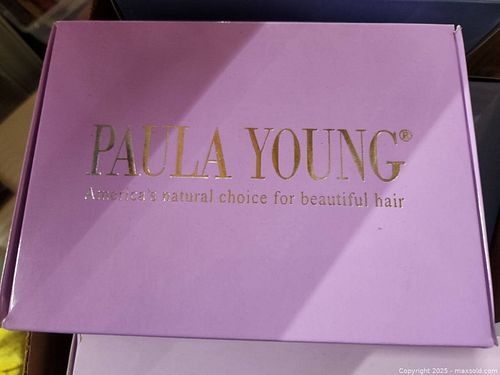 PAULA YOUNG®
America's natural choice for beautiful hair
Copyright 2025 - maxsold.com